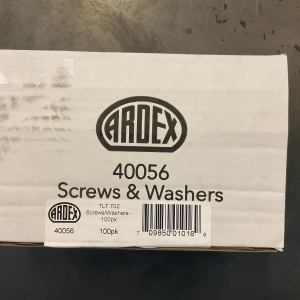 ARDEX
40056
Screws & Washers
ARDEX
TLT 702
Screws/Washers -
100pk
40056
100pk
7 09850 01016 9